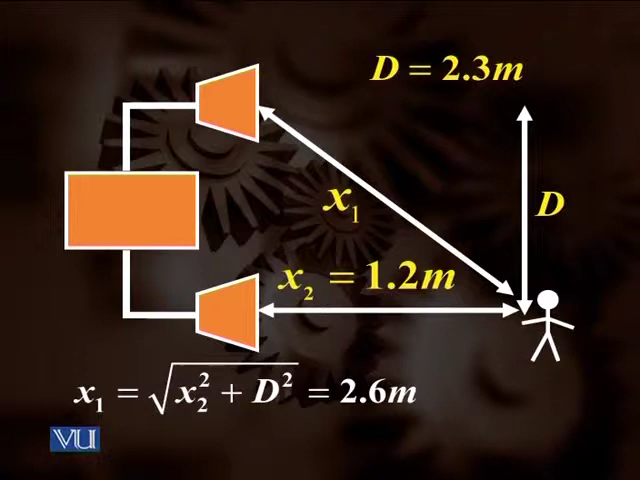 D = 2.3m
x₁
D
x₂ = 1.2m
x₁ = √(x₂² + D²) = 2.6m
VU